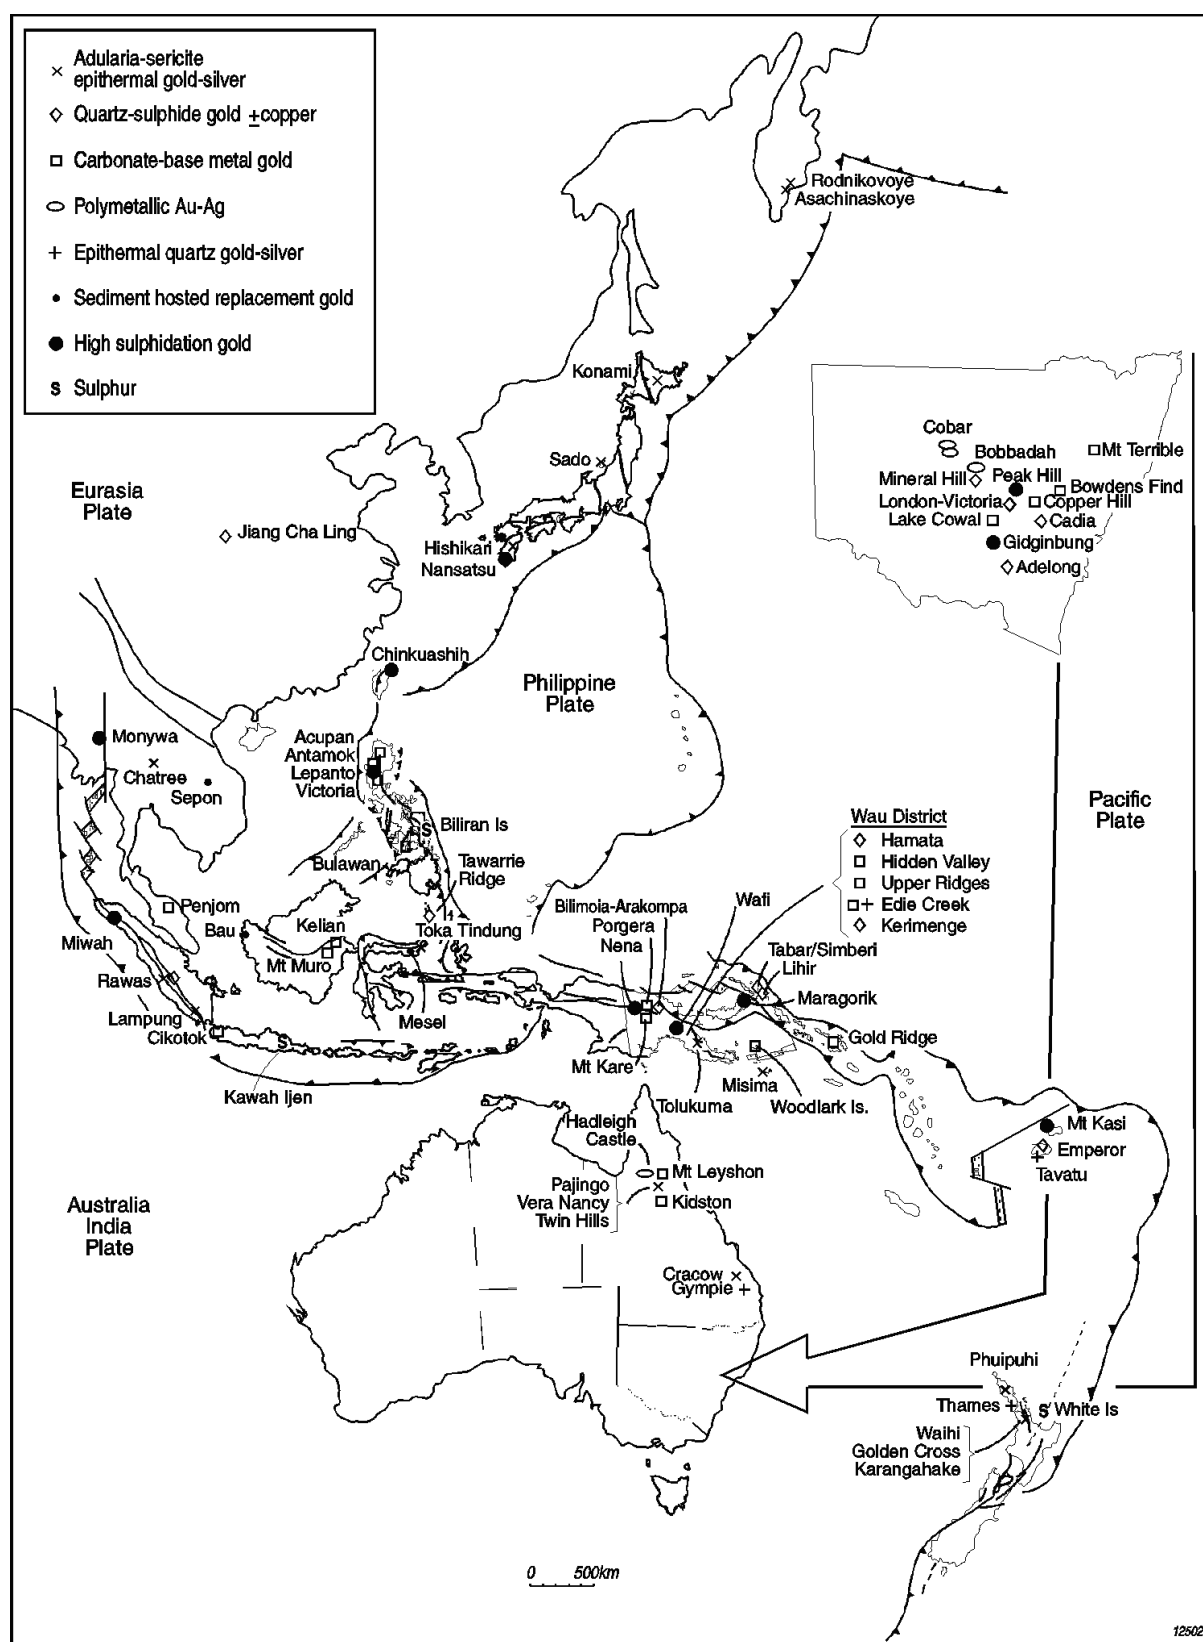 Adularia-sericite
epithermal gold-silver
Quartz-sulphide gold ±copper
Carbonate-base metal gold
Polymetallic Au-Ag
Epithermal quartz gold-silver
Sediment hosted replacement gold
High sulphidation gold
S Sulphur
Rodnikovoye
Asachinaskoye
Konami
Sado
Eurasia
Plate
Jiang Cha Ling
Hishikari
Nansatsu
Cobar
Bobbadah
Mt Terrible
Mineral Hill
Peak Hill
Bowdens Find
London-Victoria
Copper Hill
Lake Cowal
Cadia
Gidginbung
Adelong
Chinkuashih
Philippine
Plate
Monywa
Chatree
Sepon
Acupan
Antamok
Lepanto
Victoria
Biliran Is
S
Bulawan
Tawarrie
Ridge
Pacific
Plate
Wau District
Hamata
Hidden Valley
Upper Ridges
Edie Creek
Kerimenge
Penjom
Bau
Kelian
Mt Muro
Toka Tindung
Bilimoia-Arakompa
Porgera
Nena
Wafi
Tabar/Simberi
Lihir
Maragorik
Miwah
Rawas
Lampung
Cikotok
Mesel
S
Kawah Ijen
Mt Kare
Gold Ridge
Misima
Woodlark Is.
Tolukuma
Hadleigh
Castle
Mt Leyshon
Pajingo
Vera Nancy
Twin Hills
Kidston
Mt Kasi
Emperor
Tavatu
Australia
India
Plate
Cracow
Gympie
Phuipuhi
Thames
S White Is
Waihi
Golden Cross
Karangahake
0 500km
12502